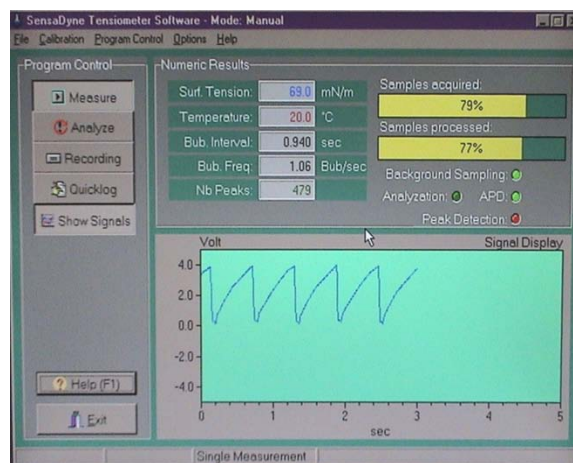 SensaDyne Tensiometer Software - Mode: Manual
File Calibration Program Control Options Help
Program Control
Measure
Analyze
Recording
Quicklog
Show Signals
? Help (F1)
Exit
Numeric Results
Surf. Tension: 69.0 mN/m
Temperature: 20.0 °C
Bub. Interval: 0.940 sec
Bub. Freq: 1.06 Bub/sec
Nb Peaks: 479
Samples acquired:
79%
Samples processed:
77%
Background Sampling:
Analyzation: APD:
Peak Detection
Volt Signal Display
4.0
2.0
0.0
-2.0
-4.0
0 1 2 3 4 5
sec
Single Measurement